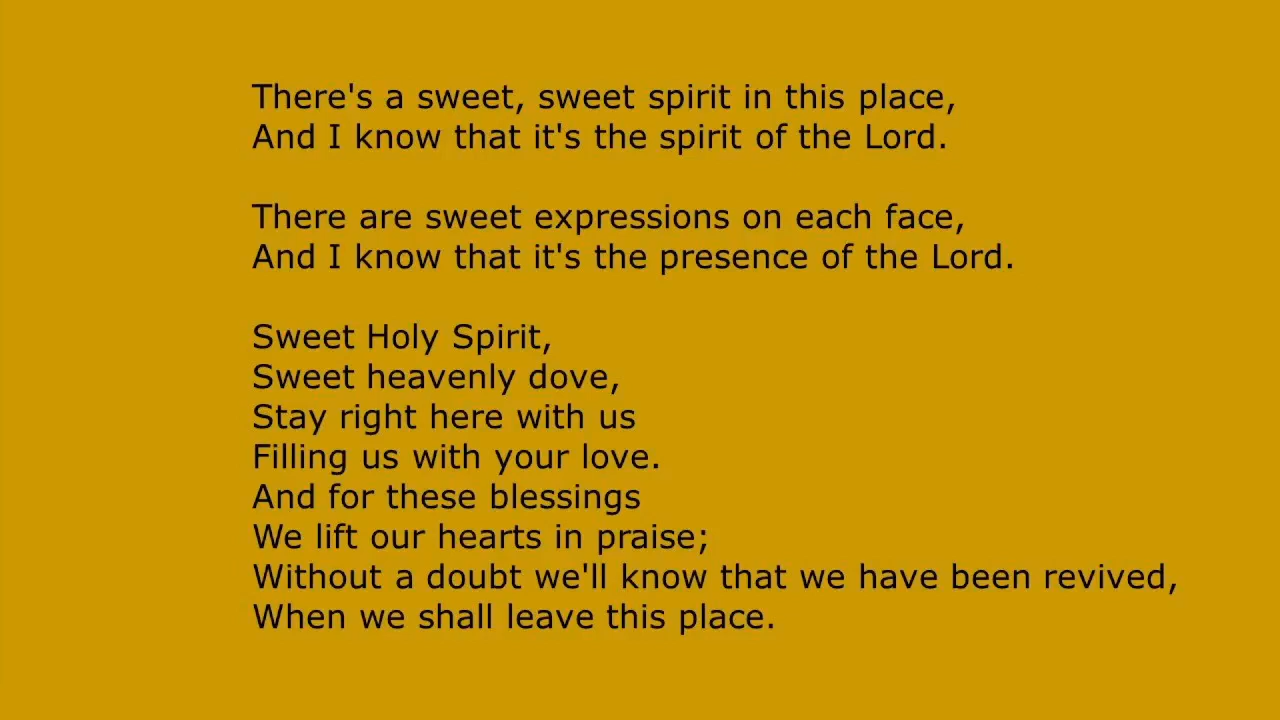 There's a sweet, sweet spirit in this place,
And I know that it's the spirit of the Lord.
There are sweet expressions on each face,
And I know that it's the presence of the Lord.
Sweet Holy Spirit,
Sweet heavenly dove,
Stay right here with us
Filling us with your love.
And for these blessings
We lift our hearts in praise;
Without a doubt we'll know that we have been revived,
When we shall leave this place.